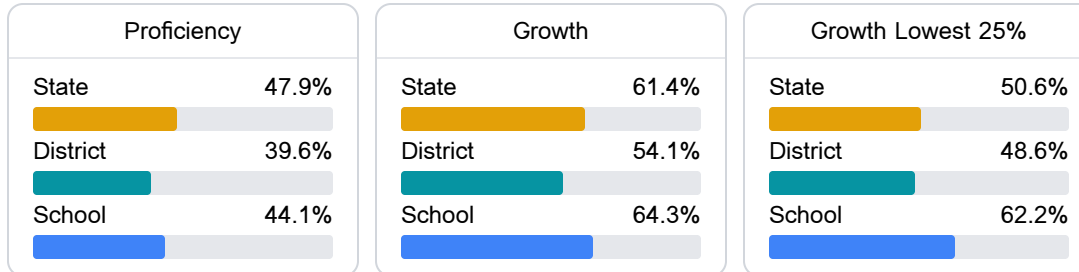 Proficiency
State 47.9%
District 39.6%
School 44.1%
Growth
State 61.4%
District 54.1%
School 64.3%
Growth Lowest 25%
State 50.6%
District 48.6%
School 62.2%